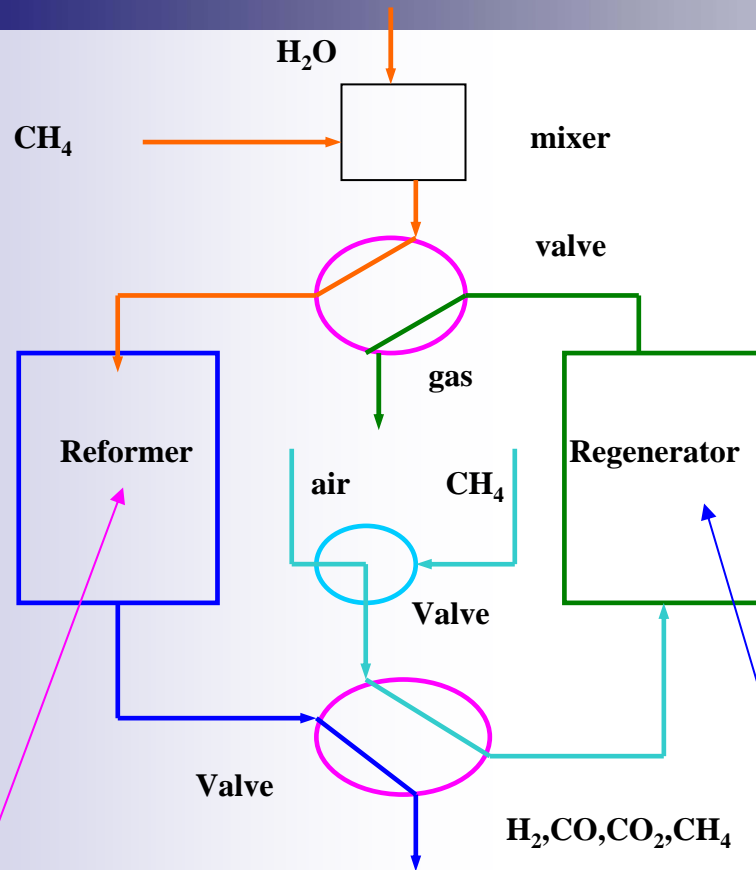 H₂O
CH₄
mixer
valve
gas
Reformer
Regenerator
air
CH₄
Valve
Valve
H₂,CO,CO₂,CH₄